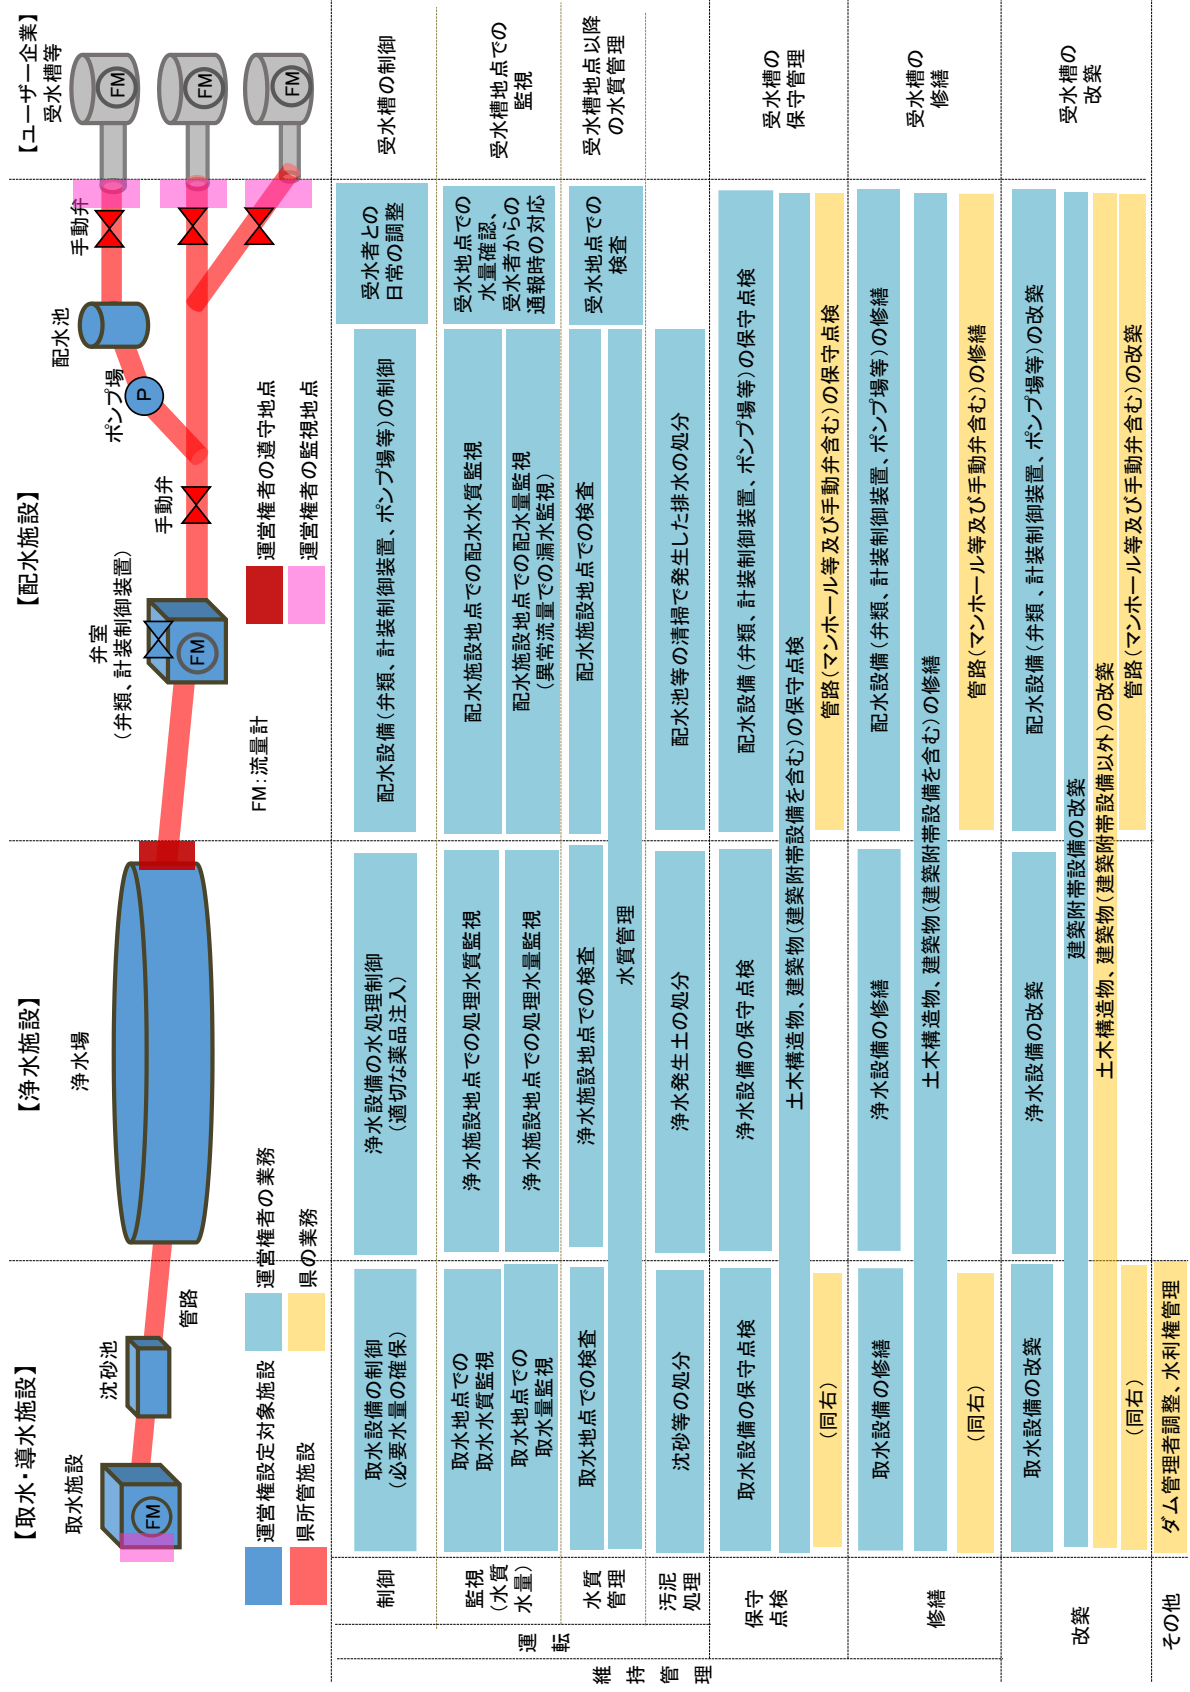 【取水・導水施設】
【浄水施設】
【配水施設】
【ユーザー企業】
受水槽等
取水施設
沈砂池
管路
浄水場
弁室
（弁類、計装制御装置）
手動弁
ポンプ場
配水池
手動弁
FM
FM
P
FM
FM
FM
運営権設定対象施設
県所管施設
運営権者の業務
県の業務
FM：流量計
運営権者の遵守地点
運営権者の監視地点
維持管理
運転
制御
取水設備の制御
（必要水量の確保）
浄水設備の水処理制御
（適切な薬品注入）
配水設備（弁類、計装制御装置、ポンプ場等）の制御
受水者との
日常の調整
受水槽の制御
監視
（水質
水量）
取水地点での
取水水質監視
取水地点での
取水量監視
浄水施設地点での処理水質監視
浄水施設地点での処理水量監視
配水施設地点での配水水質監視
配水施設地点での配水量監視
（異常流量での漏水監視）
受水地点での
水量確認、
受水者からの
通報時の対応
受水槽地点での
監視
水質
管理
取水地点での検査
浄水施設地点での検査
配水施設地点での検査
水質管理
受水地点での
検査
受水槽地点以降
の水質管理
汚泥
処理
沈砂等の処分
浄水発生土の処分
配水池等の清掃で発生した排水の処分
保守
点検
取水設備の保守点検
浄水設備の保守点検
配水設備（弁類、計装制御装置、ポンプ場等）の保守点検
土木構造物、建築物（建築附帯設備を含む）の保守点検
（同右）
管路（マンホール等及び手動弁含む）の保守点検
受水槽の
保守管理
修繕
取水設備の修繕
浄水設備の修繕
配水設備（弁類、計装制御装置、ポンプ場等）の修繕
土木構造物、建築物（建築附帯設備を含む）の修繕
（同右）
管路（マンホール等及び手動弁含む）の修繕
受水槽の
修繕
改築
取水設備の改築
浄水設備の改築
配水設備（弁類、計装制御装置、ポンプ場等）の改築
建築附帯設備の改築
土木構造物、建築物（建築附帯設備以外）の改築
（同右）
管路（マンホール等及び手動弁含む）の改築
受水槽の
改築
その他
ダム管理者調整、水利権管理